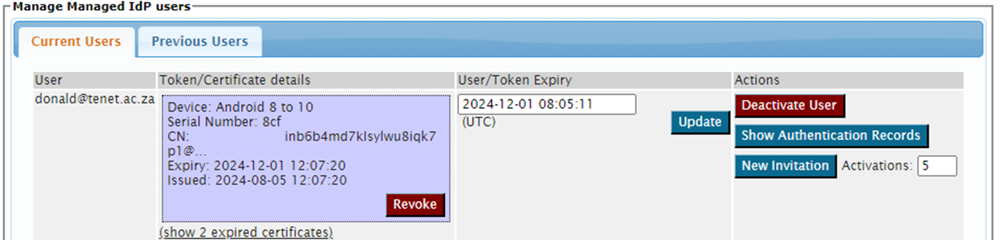 Manage Managed IdP users
Current Users Previous Users
User Token/Certificate details User/Token Expiry Actions
donald@tenet.ac.za
Device: Android 8 to 10
Serial Number: 8cf
CN: inb6b4md7klsylwu8iqk7
p1@...
Expiry: 2024-12-01 12:07:20
Issued: 2024-08-05 12:07:20
Revoke
(show 2 expired certificates)
2024-12-01 08:05:11
(UTC)
Update
Deactivate User
Show Authentication Records
New Invitation Activations: 5